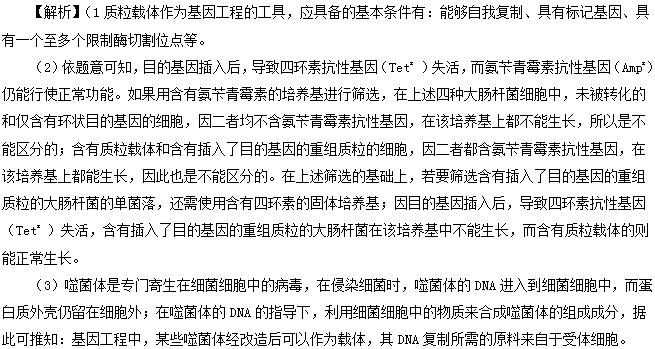 【解析】（1 质粒载体作为基因工程的工具，应具备的基本条件有：能够自我复制、具有标记基因、具
有一个至多个限制酶切割位点等。
（2）依题意可知，目的基因插入后，导致四环素抗性基因（Tetᴿ ）失活，而氨苄青霉素抗性基因（Ampᴿ）
仍能行使正常功能。如果用含有氨苄青霉素的培养基进行筛选，在上述四种大肠杆菌细胞中，未被转化的
和仅含有环状目的基因的细胞，因二者均不含氨苄青霉素抗性基因，在该培养基上都不能生长，所以是不
能区分的；含有质粒载体和含有插入了目的基因的重组质粒的细胞，因二者都含氨苄青霉素抗性基因，在
该培养基上都能生长，因此也是不能区分的。在上述筛选的基础上，若要筛选含有插入了目的基因的重组
质粒的大肠杆菌的单菌落，还需使用含有四环素的固体培养基；因目的基因插入后，导致四环素抗性基因
（Tetᴿ ）失活，含有插入了目的基因的重组质粒的大肠杆菌在该培养基中不能生长，而含有质粒载体的则
能正常生长。
（3）噬菌体是专门寄生在细菌细胞中的病毒，在侵染细菌时，噬菌体的 DNA 进入到细菌细胞中，而蛋
白质外壳仍留在细胞外；在噬菌体的 DNA 的指导下，利用细菌细胞中的物质来合成噬菌体的组成成分，据
此可推知：基因工程中，某些噬菌体经改造后可以作为载体，其 DNA 复制所需的原料来自于受体细胞。